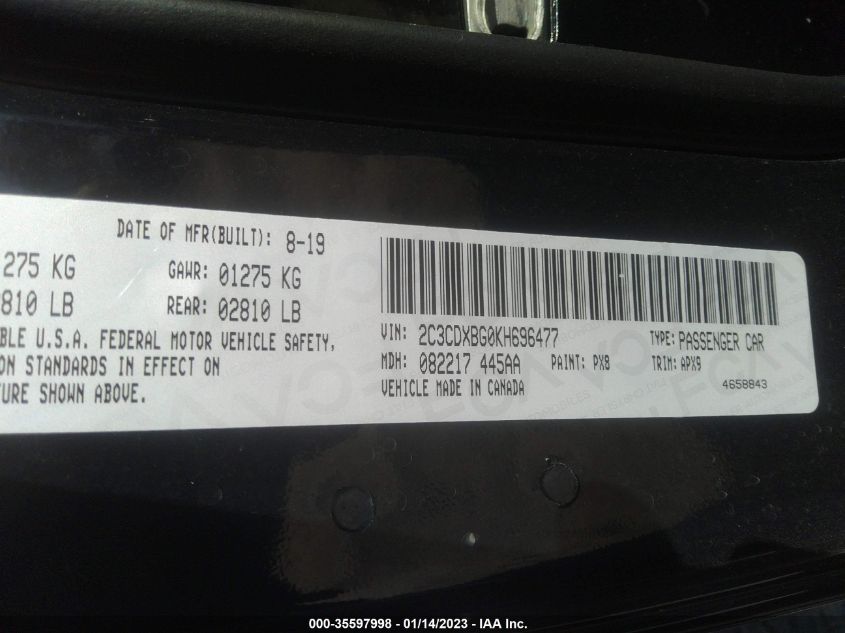 DATE OF MFR(BUILT): 8-19
275 KG GAWR: 01275 KG
810 LB REAR: 02810 LB
BLE U.S.A. FEDERAL MOTOR VEHICLE SAFETY,
ON STANDARDS IN EFFECT ON
TURE SHOWN ABOVE.
VIN: 2C3CDXBG0KH696477 TYPE: PASSENGER CAR
MDH: 082217 445AA PAINT: PX8 TRIM: APX9
VEHICLE MADE IN CANADA 4658843
000-35597998 - 01/14/2023 - IAA Inc.